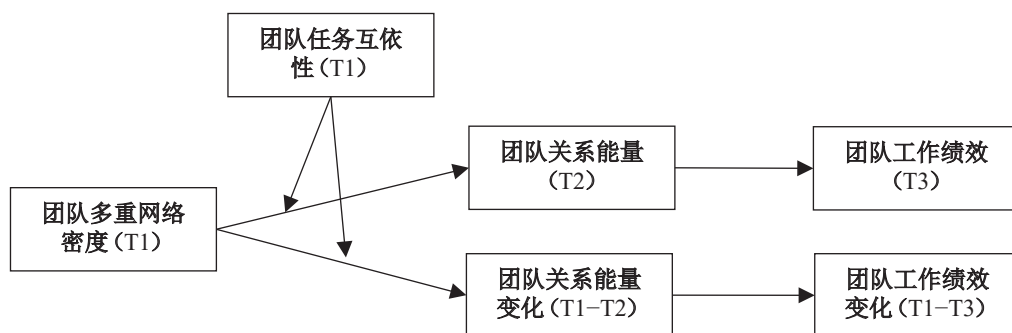 团队任务互依
性（T1）
团队关系能量
（T2）
团队工作绩效
（T3）
团队多重网络
密度（T1）
团队关系能量
变化（T1−T2）
团队工作绩效
变化（T1−T3）